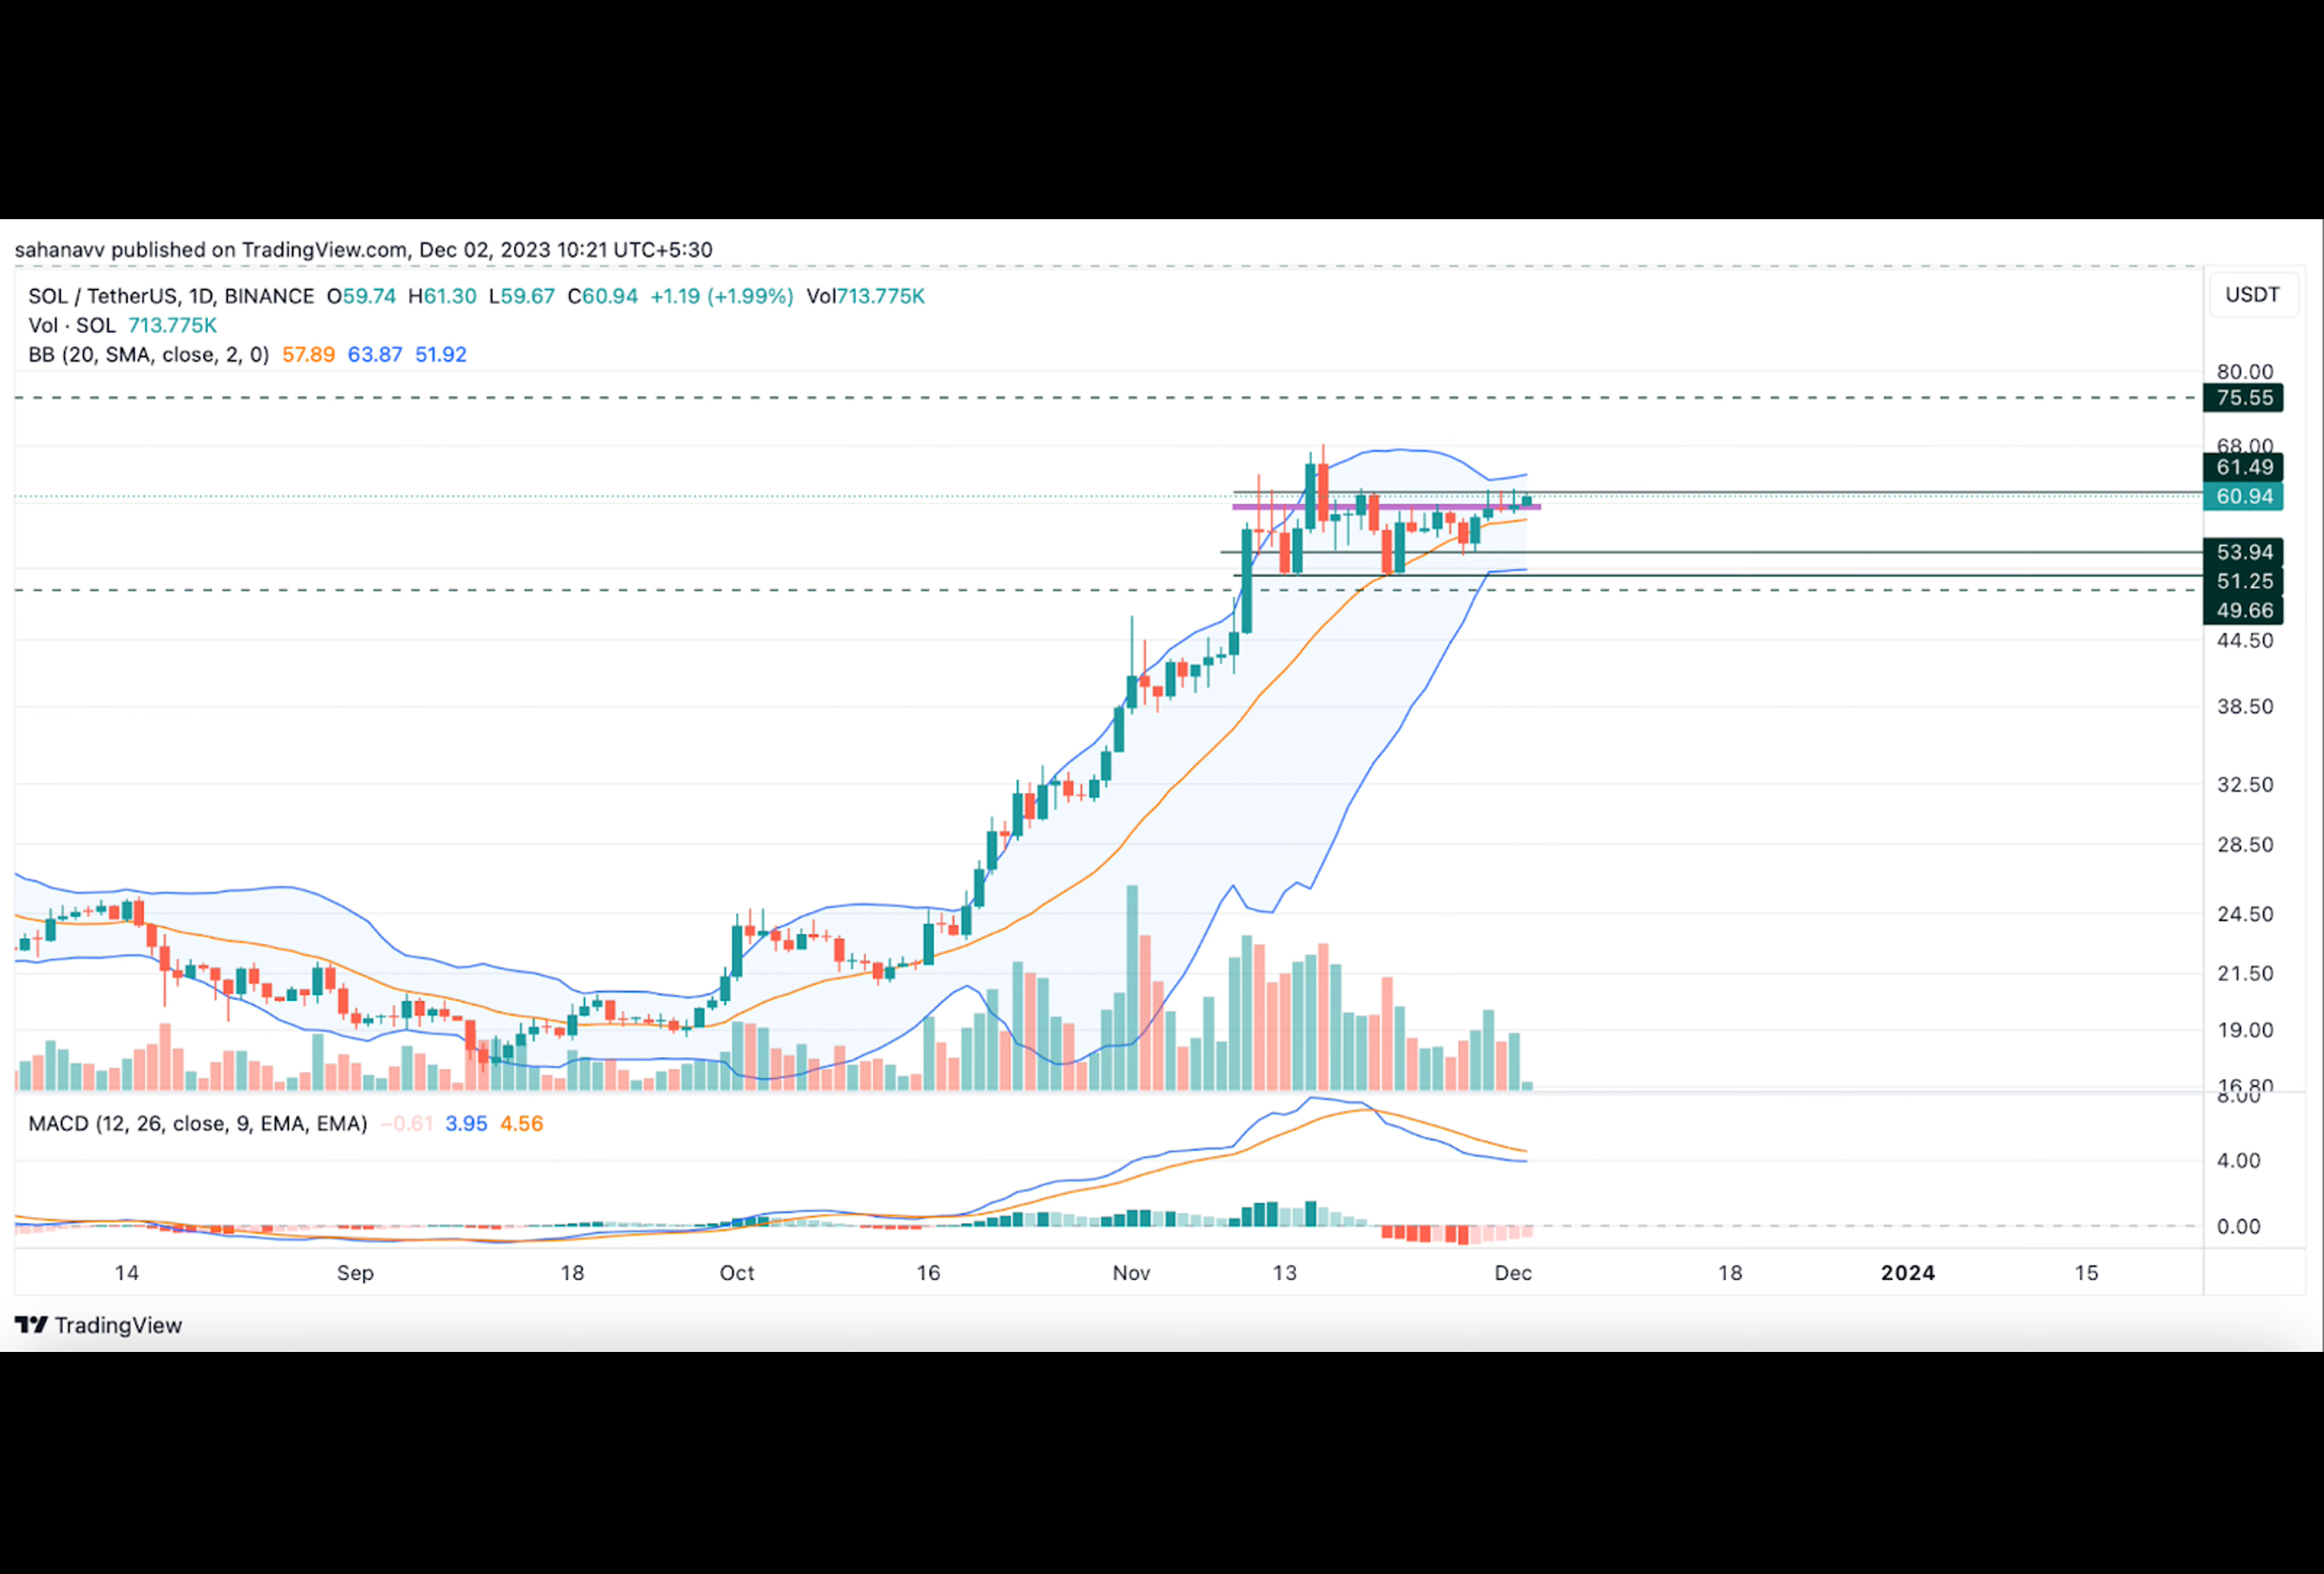 sahanavv published on TradingView.com, Dec 02, 2023 10:21 UTC+5:30
SOL / TetherUS, 1D, BINANCE O59.74 H61.30 L59.67 C60.94 +1.19 (+1.99%) Vol713.775K
USDT
Vol · SOL 713.775K
BB (20, SMA, close, 2, 0) 57.89 63.87 51.92
80.00
75.55
68.00
61.49
60.94
53.94
51.25
49.66
44.50
38.50
32.50
28.50
24.50
21.50
19.00
16.80
8.00
MACD (12, 26, close, 9, EMA, EMA) −0.61 3.95 4.56
4.00
0.00
14 Sep 18 Oct 16 Nov 13 Dec 18 2024 15
TradingView